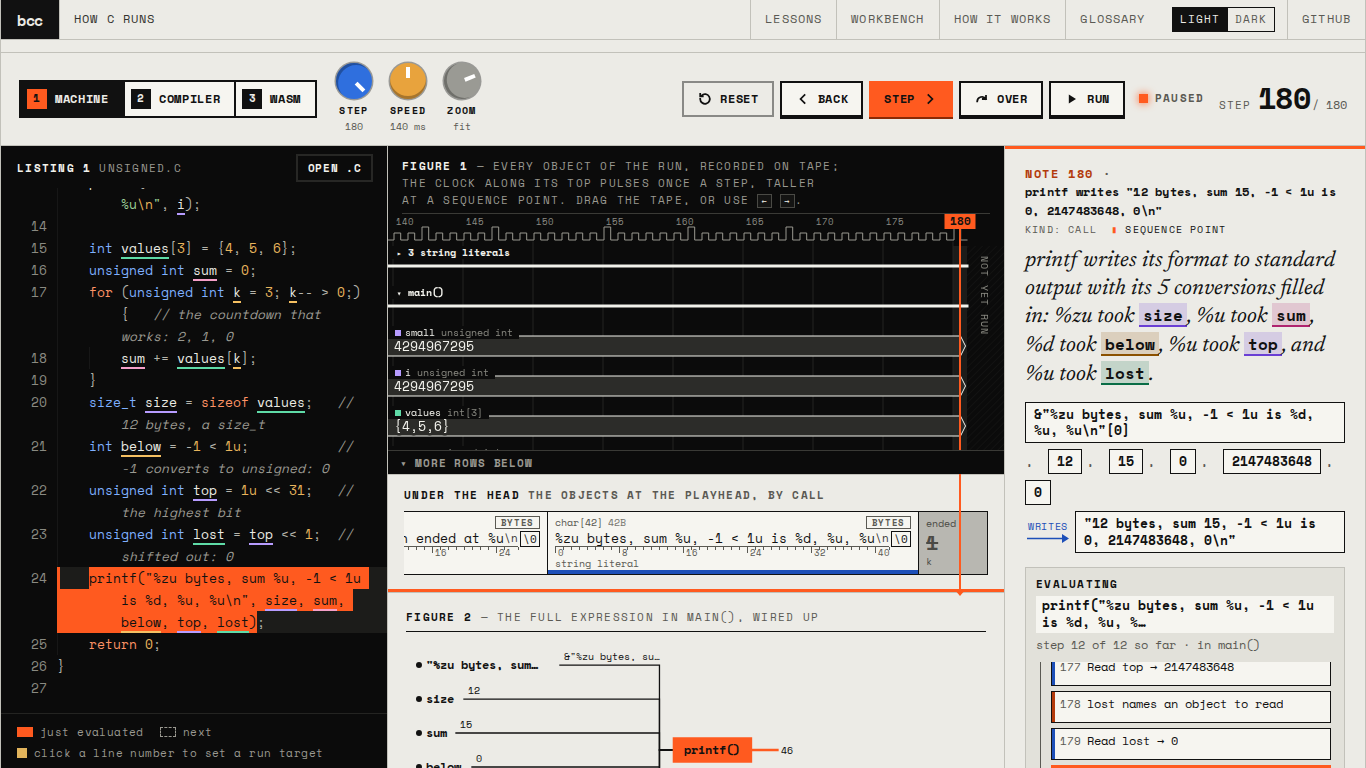 bcc HOW C RUNS LESSONS WORKBENCH HOW IT WORKS GLOSSARY LIGHT DARK GITHUB
1 MACHINE 2 COMPILER 3 WASM
STEP SPEED ZOOM
180 140 ms fit
RESET BACK STEP OVER RUN PAUSED STEP 180 / 180
LISTING 1 UNSIGNED.C OPEN .C
%u\n", i);
14
15 int values[3] = {4, 5, 6};
16 unsigned int sum = 0;
17 for (unsigned int k = 3; k-- > 0;)
{ // the countdown that
works: 2, 1, 0
18 sum += values[k];
19 }
20 size_t size = sizeof values; //
12 bytes, a size_t
21 int below = -1 < 1u; //
-1 converts to unsigned: 0
22 unsigned int top = 1u << 31; //
the highest bit
23 unsigned int lost = top << 1; //
shifted out: 0
24 printf("%zu bytes, sum %u, -1 < 1u
is %d, %u, %u\n", size, sum,
below, top, lost);
25 return 0;
26 }
27
just evaluated next
click a line number to set a run target
FIGURE 1 — EVERY OBJECT OF THE RUN, RECORDED ON TAPE;
THE CLOCK ALONG ITS TOP PULSES ONCE A STEP, TALLER
AT A SEQUENCE POINT. DRAG THE TAPE, OR USE ← →.
140 145 150 155 160 165 170 175 180
▸ 3 string literals
▾ main()
small unsigned int
4294967295
i unsigned int
4294967295
values int[3]
{4,5,6}
NOT YET RUN
▾ MORE ROWS BELOW
UNDER THE HEAD THE OBJECTS AT THE PLAYHEAD, BY CALL
BYTES char[42] 42B BYTES ended
n ended at %u\n \0 %zu bytes, sum %u, -1 < 1u is %d, %u, %u\n \0 1
16 24 0 8 16 24 32 40
string literal k
FIGURE 2 — THE FULL EXPRESSION IN MAIN(), WIRED UP
"%zu bytes, sum… &"%zu bytes, su…
size 12
sum 15
below 0
printf() 46
NOTE 180 ·
printf writes "12 bytes, sum 15, -1 < 1u is
0, 2147483648, 0\n"
KIND: CALL SEQUENCE POINT
printf writes its format to standard
output with its 5 conversions filled
in: %zu took size, %u took sum,
%d took below, %u took top, and
%u took lost.
&"%zu bytes, sum %u, -1 < 1u is %d,
%u, %u\n"[0]
· 12 · 15 · 0 · 2147483648 ·
0
WRITES "12 bytes, sum 15, -1 < 1u is
0, 2147483648, 0\n"
EVALUATING
printf("%zu bytes, sum %u, -1 < 1u
is %d, %u, %…
step 12 of 12 so far · in main()
177 Read top → 2147483648
178 lost names an object to read
179 Read lost → 0